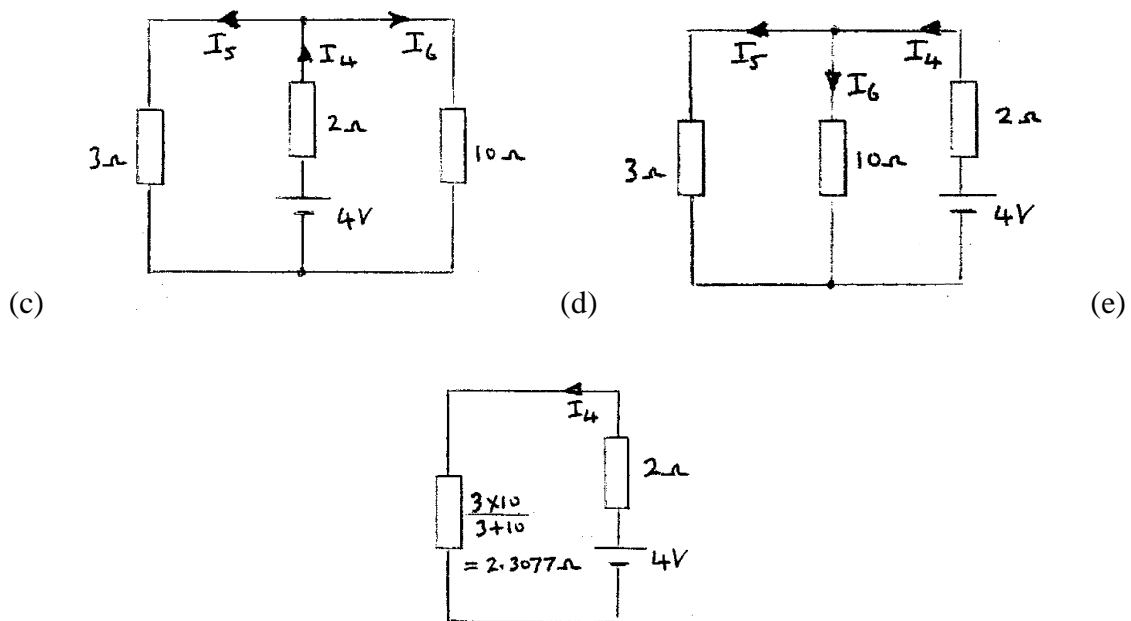 I₅ I₄ I₆
3Ω 2Ω 10Ω
4V
I₅ I₄
I₆
3Ω 10Ω 2Ω
4V
(c) (d) (e)
I₄
2Ω
3×10
3+10
= 2.3077Ω
4V